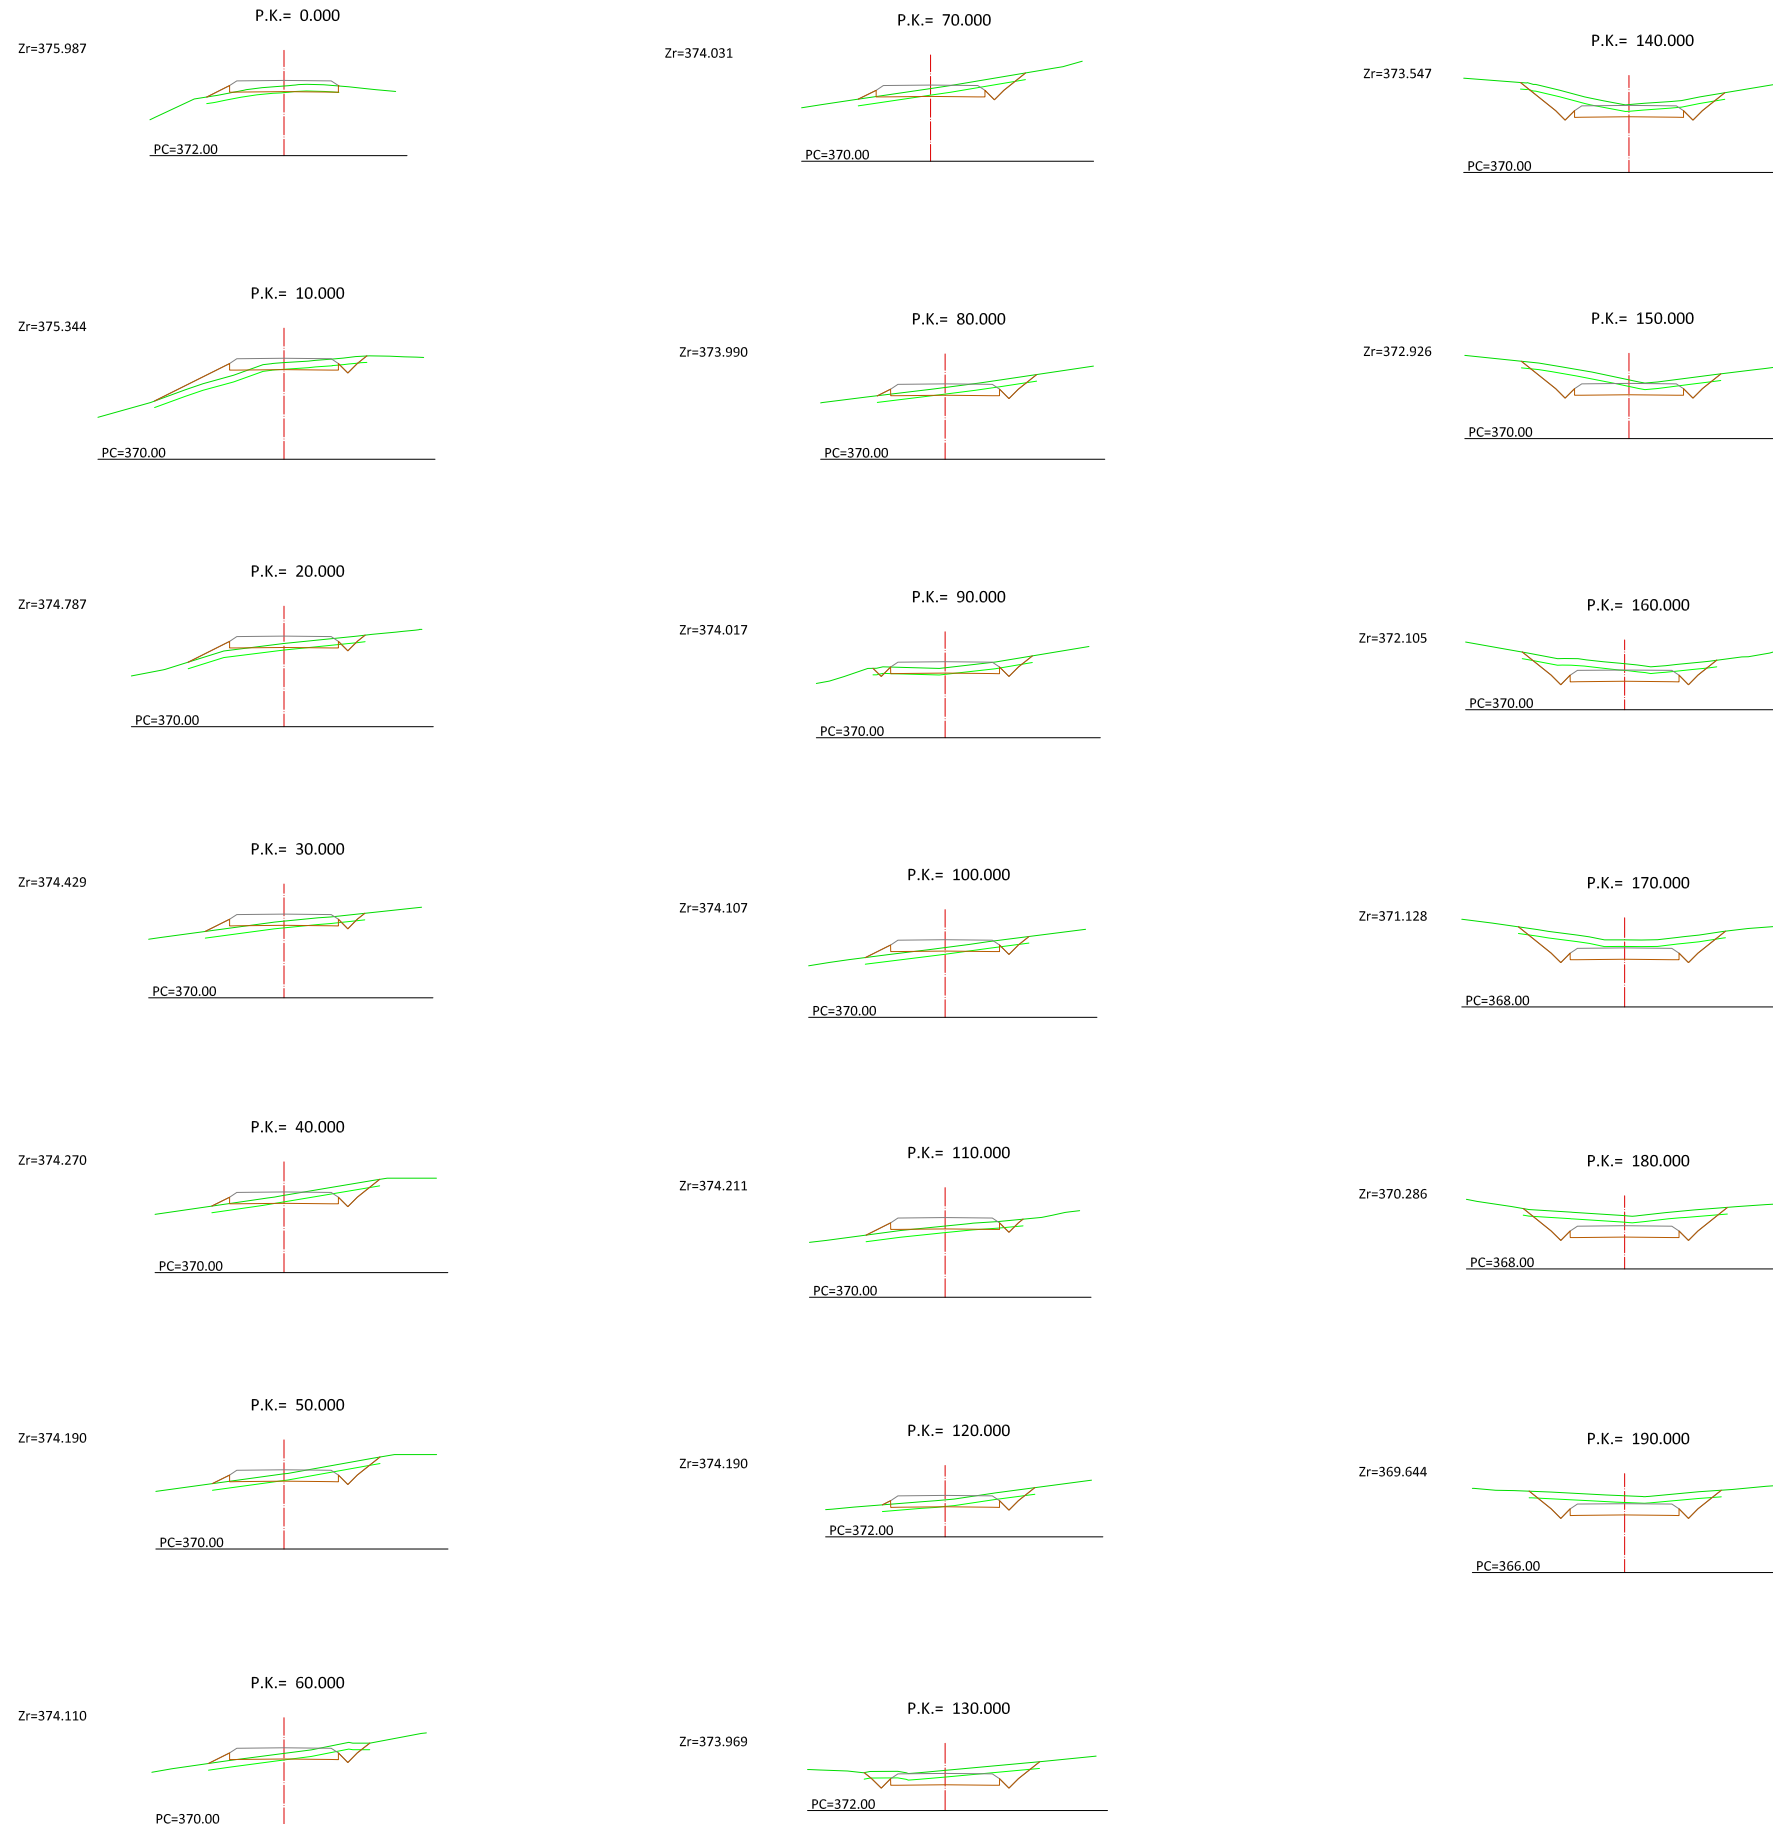 P.K.= 0.000
Zr=375.987
PC=372.00
P.K.= 10.000
Zr=375.344
PC=370.00
P.K.= 20.000
Zr=374.787
PC=370.00
P.K.= 30.000
Zr=374.429
PC=370.00
P.K.= 40.000
Zr=374.270
PC=370.00
P.K.= 50.000
Zr=374.190
PC=370.00
P.K.= 60.000
Zr=374.110
PC=370.00
P.K.= 70.000
Zr=374.031
PC=370.00
P.K.= 80.000
Zr=373.990
PC=370.00
P.K.= 90.000
Zr=374.017
PC=370.00
P.K.= 100.000
Zr=374.107
PC=370.00
P.K.= 110.000
Zr=374.211
PC=370.00
P.K.= 120.000
Zr=374.190
PC=372.00
P.K.= 130.000
Zr=373.969
PC=372.00
P.K.= 140.000
Zr=373.547
PC=370.00
P.K.= 150.000
Zr=372.926
PC=370.00
P.K.= 160.000
Zr=372.105
PC=370.00
P.K.= 170.000
Zr=371.128
PC=368.00
P.K.= 180.000
Zr=370.286
PC=368.00
P.K.= 190.000
Zr=369.644
PC=366.00